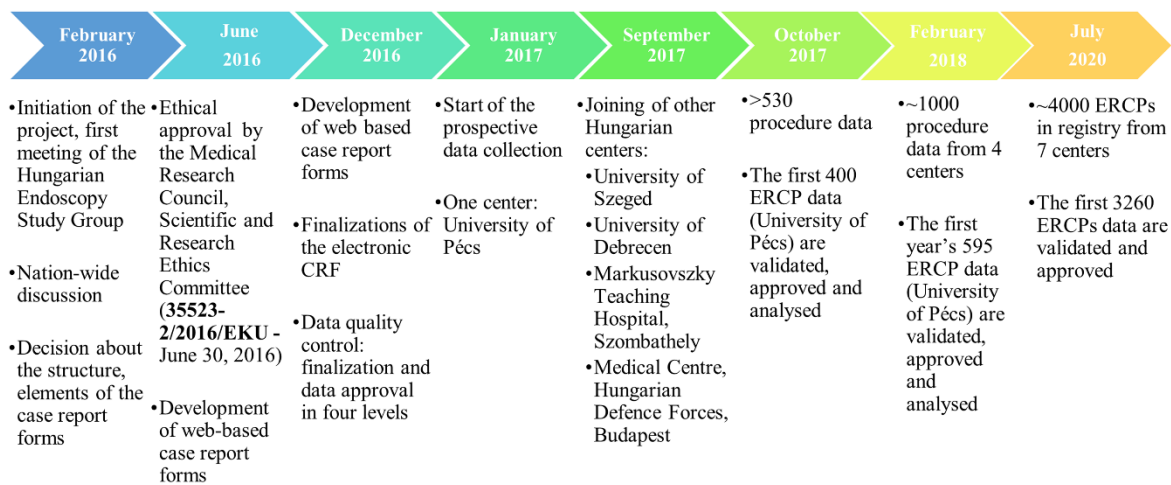 February
2016
•Initiation of the
project, first
meeting of the
Hungarian
Endoscopy
Study Group
•Nation-wide
discussion
•Decision about
the structure,
elements of the
case report
forms
June
2016
•Ethical
approval by
the Medical
Research
Council,
Scientific and
Research
Ethics
Committee
(35523-
2/2016/EKU -
June 30, 2016)
•Development
of web-based
case report
forms
December
2016
•Development
of web based
case report
forms
•Finalizations of
the electronic
CRF
•Data quality
control:
finalization and
data approval
in four levels
January
2017
•Start of the
prospective
data collection
•One center:
University of
Pécs
September
2017
•Joining of other
Hungarian
centers:
•University of
Szeged
•University of
Debrecen
•Markusovszky
Teaching
Hospital,
Szombathely
•Medical Centre,
Hungarian
Defence Forces,
Budapest
October
2017
•>530
procedure data
•The first 400
ERCP data
(University of
Pécs) are
validated,
approved and
analysed
February
2018
•~1000
procedure
data from 4
centers
•The first
year’s 595
ERCP data
(University
of Pécs) are
validated,
approved
and
analysed
July
2020
•~4000 ERCPs
in registry from
7 centers
•The first 3260
ERCPs data are
validated and
approved